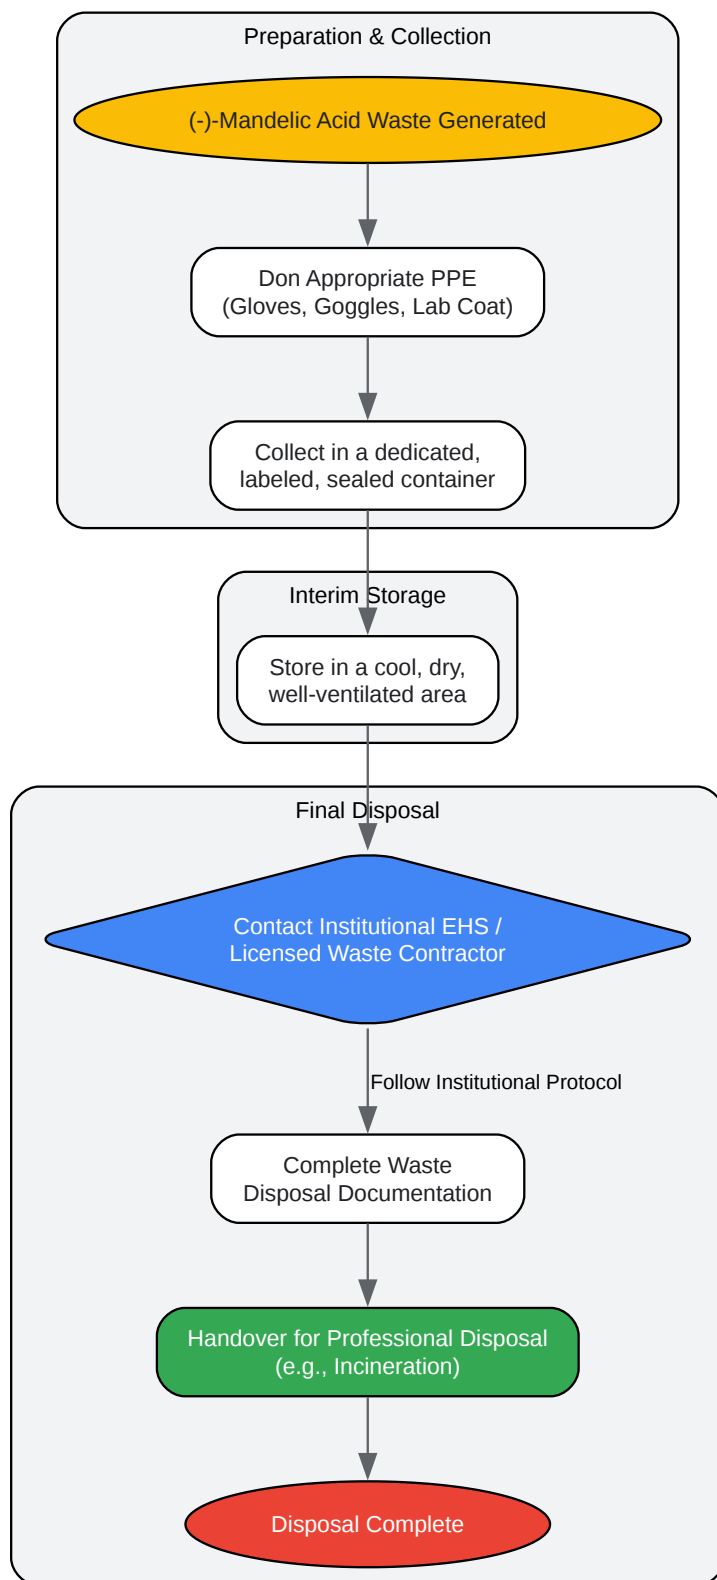 Preparation & Collection
(-)-Mandelic Acid Waste Generated
Don Appropriate PPE
(Gloves, Goggles, Lab Coat)
Collect in a dedicated,
labeled, sealed container
Interim Storage
Store in a cool, dry,
well-ventilated area
Final Disposal
Contact Institutional EHS /
Licensed Waste Contractor
Follow Institutional Protocol
Complete Waste
Disposal Documentation
Handover for Professional Disposal
(e.g., Incineration)
Disposal Complete